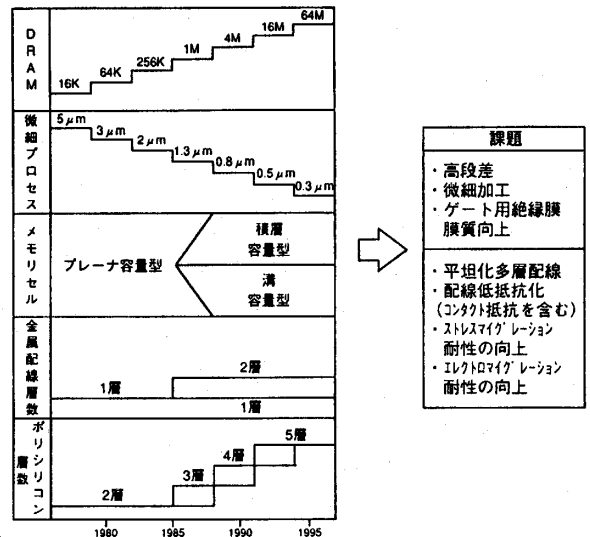 DRAM
16K
64K
256K
1M
4M
16M
64M
微細プロセス
5μm
3μm
2μm
1.3μm
0.8μm
0.5μm
0.3μm
メモリセル
プレーナ容量型
積層
容量型
溝
容量型
金属配線層数
1層
2層
1層
ポリシリコン
層数
2層
3層
4層
5層
1980
1985
1990
1995
課題
・高段差
・微細加工
・ゲート用絶縁膜
膜質向上
・平坦化多層配線
・配線低抵抗化
(コンタクト抵抗を含む)
・ストレスマイグレーション
耐性の向上
・エレクトロマイグレーション
耐性の向上